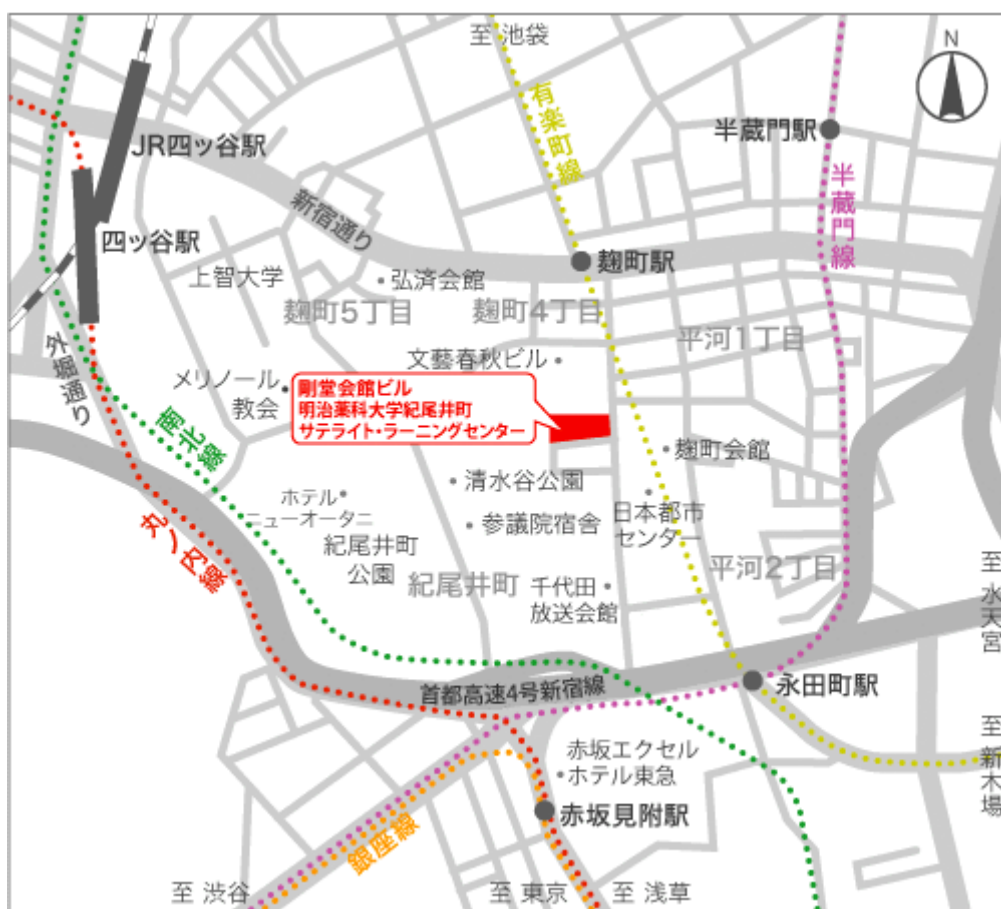 至 池袋
N
有楽町線
半蔵門駅
JR四ッ谷駅
半蔵門線
新宿通り
四ッ谷駅
麹町駅
上智大学
弘済会館
麹町5丁目
麹町4丁目
平河1丁目
外堀通り
文藝春秋ビル
メリノール
教会
剛堂会館ビル
明治薬科大学紀尾井町
サテライト・ラーニングセンター
南北線
麹町会館
清水谷公園
ホテル
ニューオータニ
参議院宿舎
日本都市
センター
丸ノ内線
紀尾井町
公園
紀尾井町
千代田
放送会館
平河2丁目
至 水天宮
首都高速4号新宿線
永田町駅
至 新木場
赤坂エクセル
ホテル東急
赤坂見附駅
銀座線
至 渋谷
至 東京
至 浅草